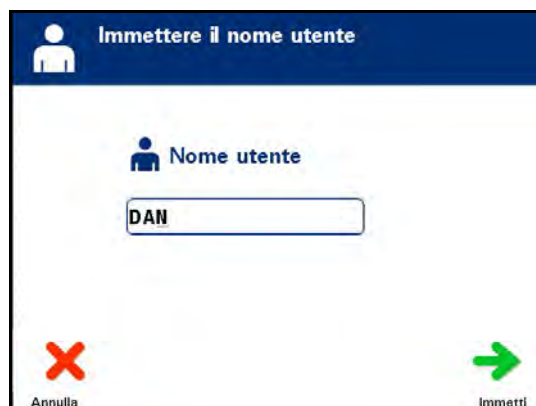 Immettere il nome utente
Nome utente
DAN
Annulla
Immetti